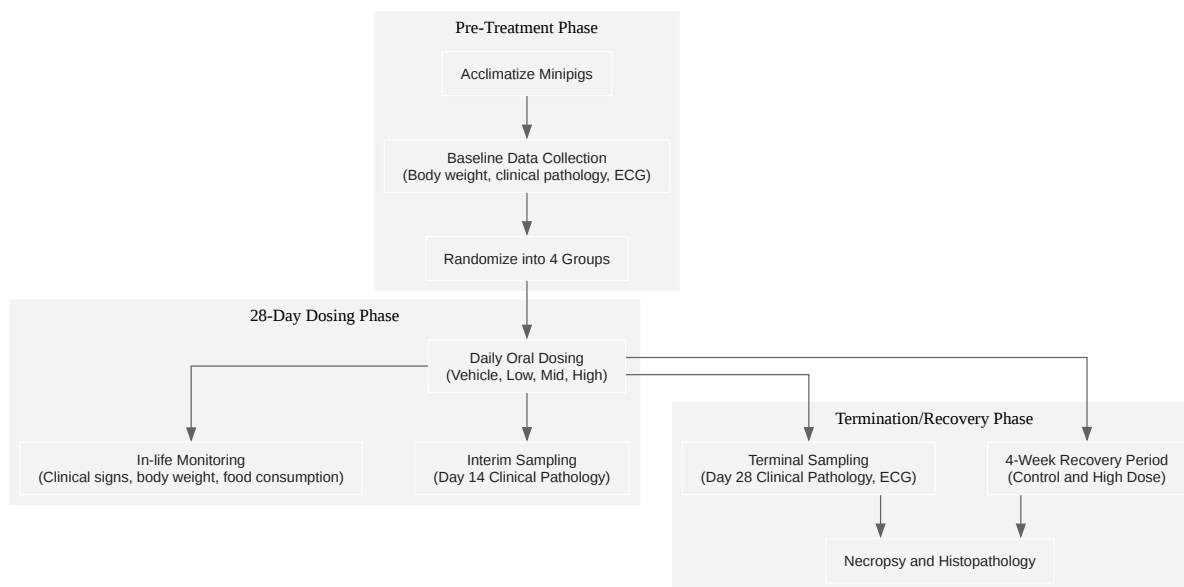 Pre-Treatment Phase
Acclimatize Minipigs
Baseline Data Collection
(Body weight, clinical pathology, ECG)
Randomize into 4 Groups
28-Day Dosing Phase
Daily Oral Dosing
(Vehicle, Low, Mid, High)
In-life Monitoring
(Clinical signs, body weight, food consumption)
Interim Sampling
(Day 14 Clinical Pathology)
Termination/Recovery Phase
Terminal Sampling
(Day 28 Clinical Pathology, ECG)
4-Week Recovery Period
(Control and High Dose)
Necropsy and Histopathology